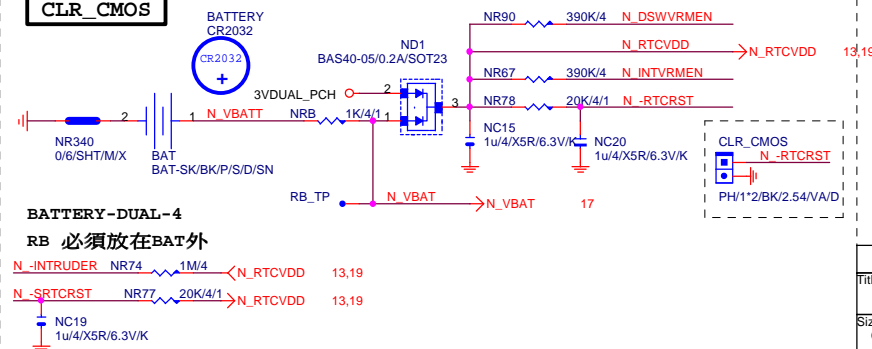 CLR_CMOS
BATTERY
CR2032
CR2032
+
ND1
BAS40-05/0.2A/SOT23
3VDUAL_PCH
2
1
3
NR90 390K/4 N_DSWVRMEN
N_RTCVDD
N_RTCVDD 13,19
NR67 390K/4 N_INTVRMEN
NR78 20K/4/1 N_-RTCRST
2 1 N_VBATT NRB 1K/4/1
NR340
0/6/SHT/M/X
BAT
BAT-SK/BK/P/S/D/SN
NC15
1u/4/X5R/6.3V/K
NC20
1u/4/X5R/6.3V/K
CLR_CMOS
N_-RTCRST
PH/1*2/BK/2.54/VA/D
RB_TP N_VBAT N_VBAT 17
BATTERY-DUAL-4
RB 必須放在BAT外
N_-INTRUDER NR74 1M/4 N_RTCVDD 13,19
N_-SRTCRST NR77 20K/4/1 N_RTCVDD 13,19
NC19
1u/4/X5R/6.3V/K